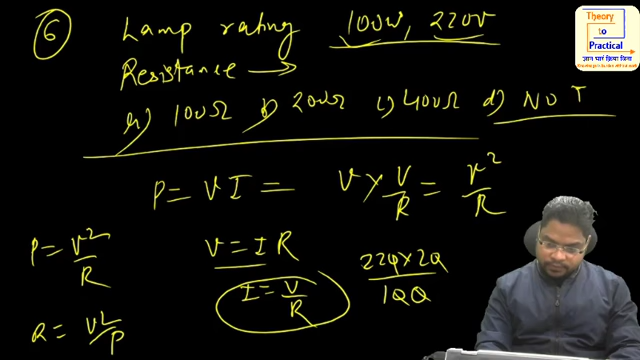 ⑥ Lamp rating 100W, 220V
Resistance →
a) 100Ω b) 200Ω c) 400Ω d) NOT
P = VI = V × V/R = V²/R
P = V²/R
V = IR
I = V/R
220 × 220 / 100
R = V²/P
Theory
to
Practical